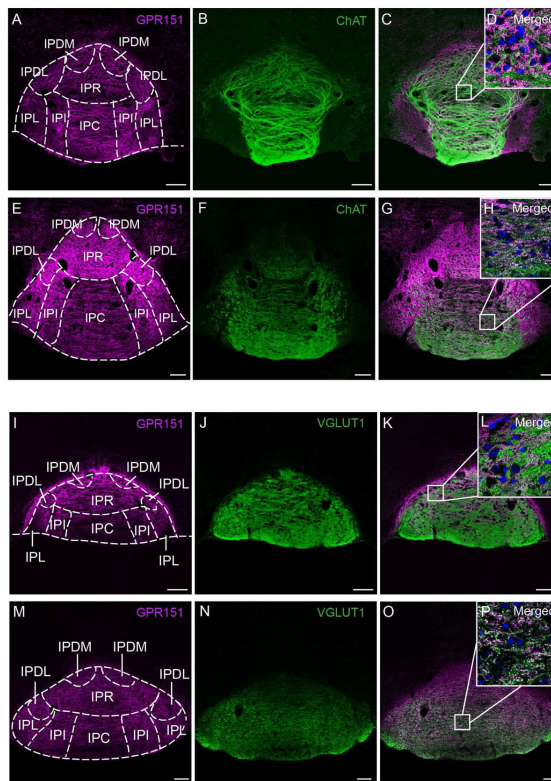 A GPR151
IPDM IPDM
IPDL IPDL
IPR
IPL IPI IPC IPI IPL
B ChAT
C
D Merged
E GPR151
IPDM IPDM
IPDL IPDL
IPR
IPL IPI IPC IPI IPL
F ChAT
G
H Merged
I GPR151
IPDM IPDM
IPDL IPDL
IPR
IPI IPC IPI
IPL IPL
J VGLUT1
K
L Merged
M GPR151
IPDM IPDM
IPDL IPDL
IPR
IPL IPL
IPI IPC IPI
N VGLUT1
O
P Merged